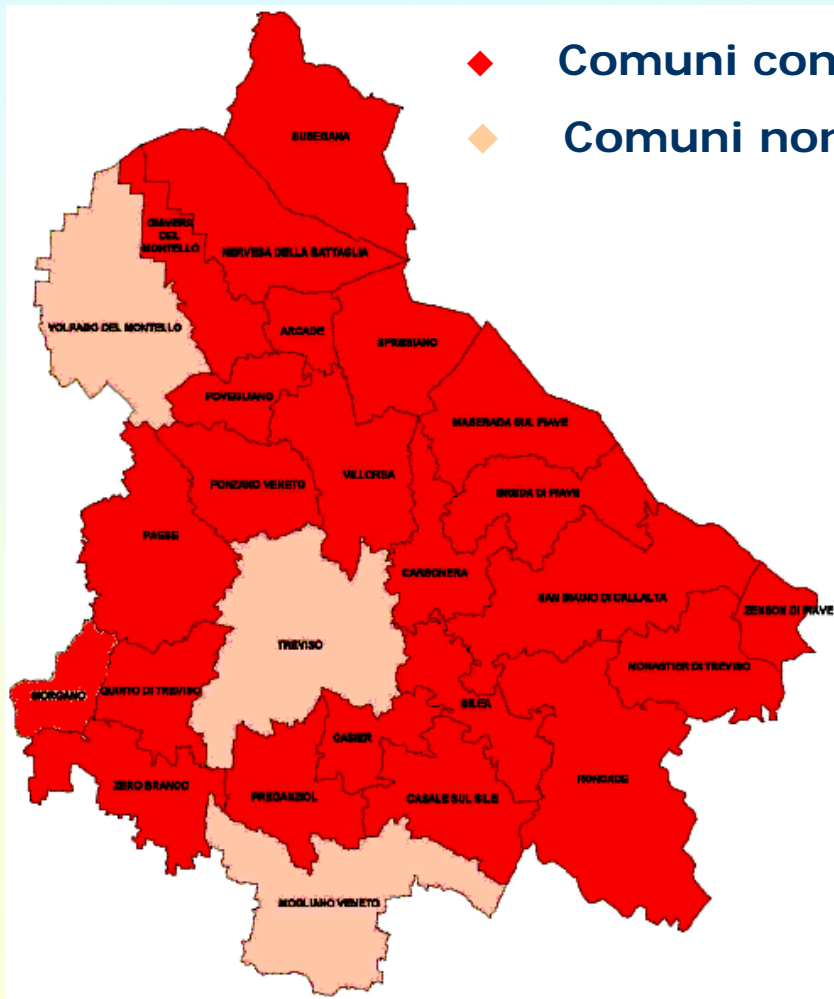 Comuni con
Comuni nor
SUSEGANA
GIAVERA
DEL
MONTELLO
NERVESA DELLA BATTAGLIA
VOLPAGO DEL MONTELLO
ARCADE
SPRESIANO
POVEGLIANO
MASERADA SUL PIAVE
VILLORBA
PONZANO VENETO
BREDA DI PIAVE
PAESE
CARBONERA
SAN BIAGIO DI CALLALTA
ZENSON DI PIAVE
TREVISO
MONASTIER DI TREVISO
MORGANO
QUINTO DI TREVISO
SILEA
CASIER
RONCADE
ZERO BRANCO
PREGANZIOL
CASALE SUL SILE
MOGLIANO VENETO